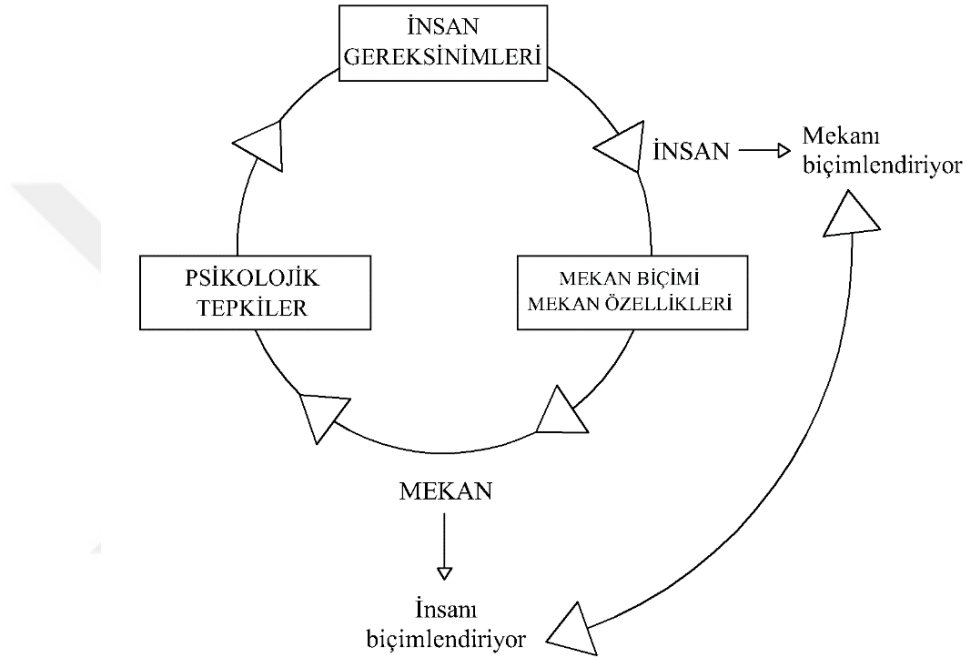 İNSAN
GEREKSİNİMLERİ
İNSAN
Mekanı
biçimlendiriyor
PSİKOLOJİK
TEPKİLER
MEKAN BİÇİMİ
MEKAN ÖZELLİKLERİ
MEKAN
İnsanı
biçimlendiriyor